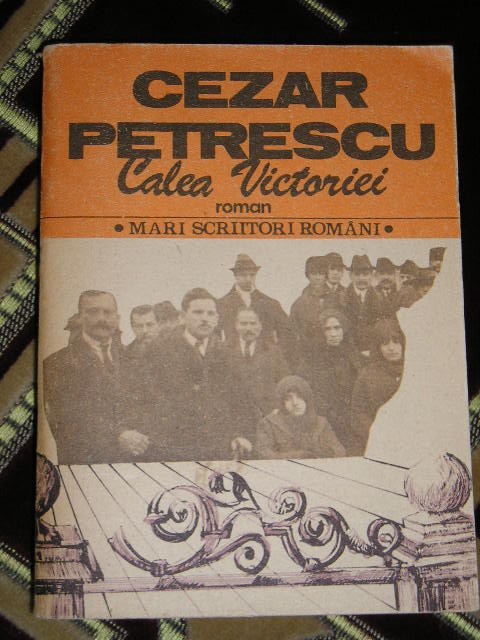 CEZAR
PETRESCU
Calea Victoriei
roman
• MARI SCRIITORI ROMÂNI •